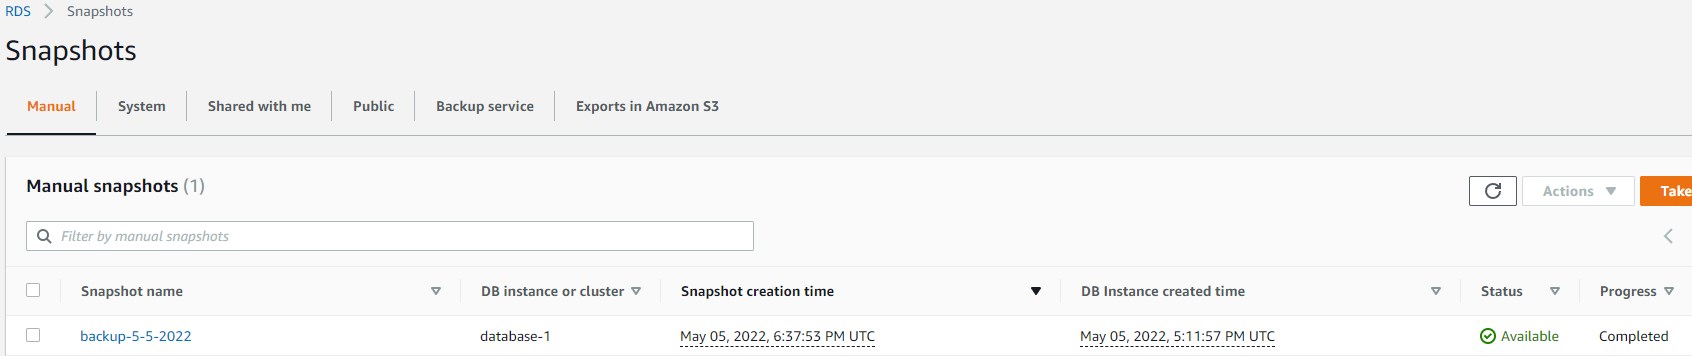 RDS > Snapshots
Snapshots
Manual System Shared with me Public Backup service Exports in Amazon S3
Manual snapshots (1)
Actions Take
Filter by manual snapshots
Snapshot name DB instance or cluster Snapshot creation time DB Instance created time Status Progress
backup-5-5-2022 database-1 May 05, 2022, 6:37:53 PM UTC May 05, 2022, 5:11:57 PM UTC Available Completed